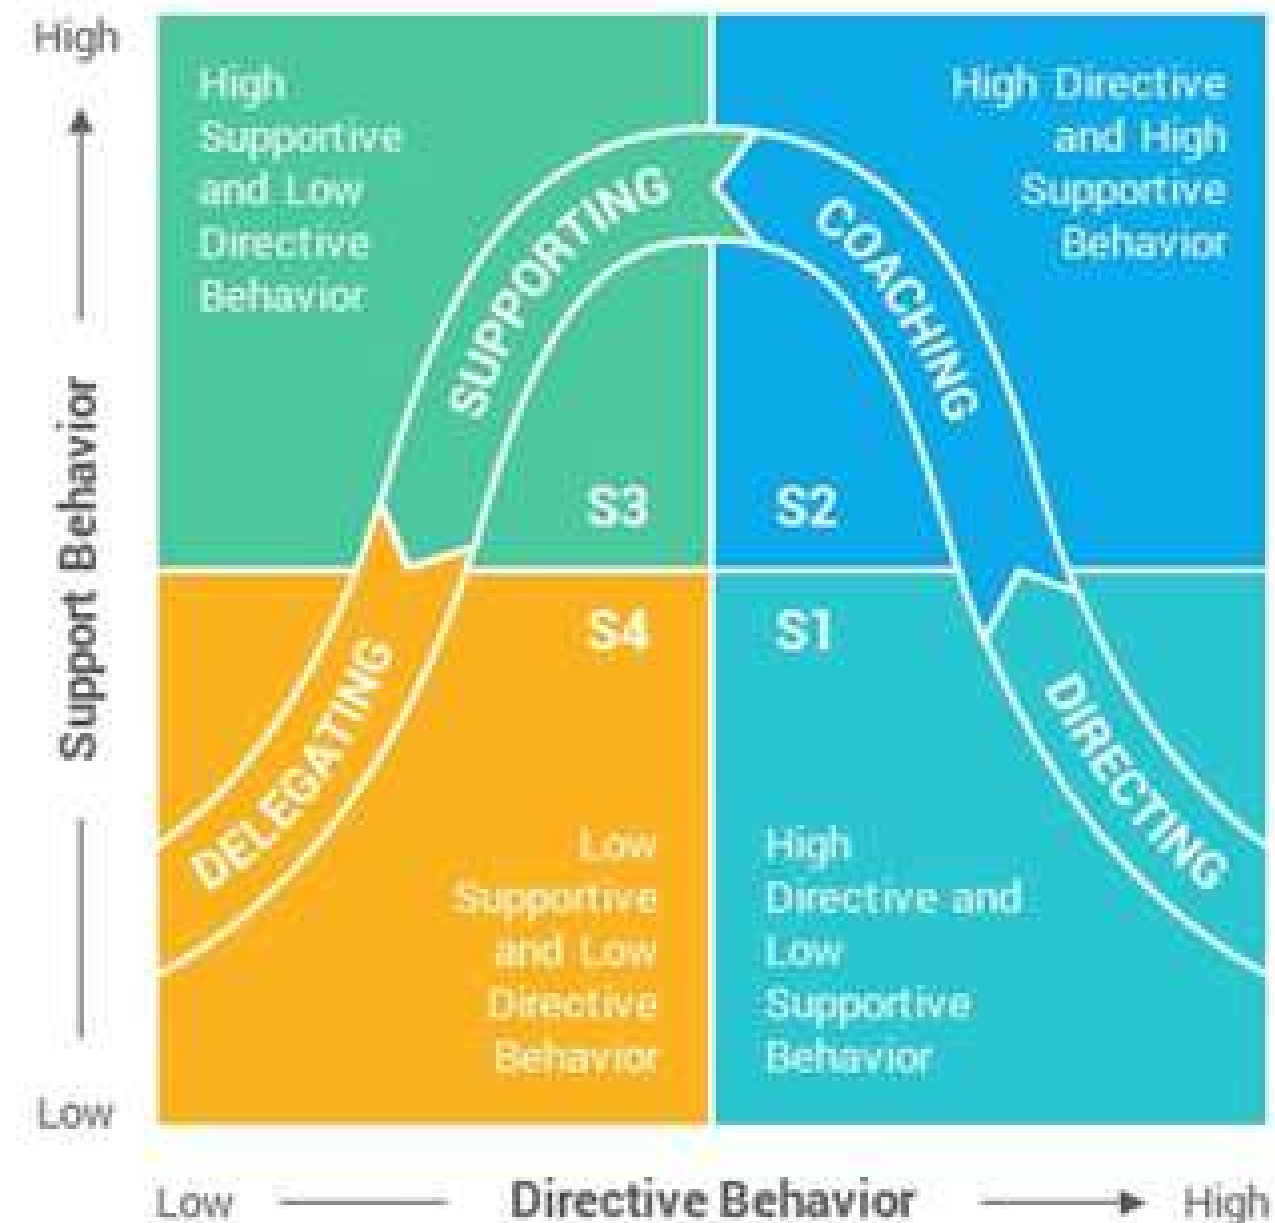 High
High
Supportive
and Low
Directive
Behavior
High Directive
and High
Supportive
Behavior
SUPPORTING
COACHING
Support Behavior
S3
S2
S4
S1
DELEGATING
DIRECTING
Low
Supportive
and Low
Directive
Behavior
High
Directive and
Low
Supportive
Behavior
Low
Low
Directive Behavior
High